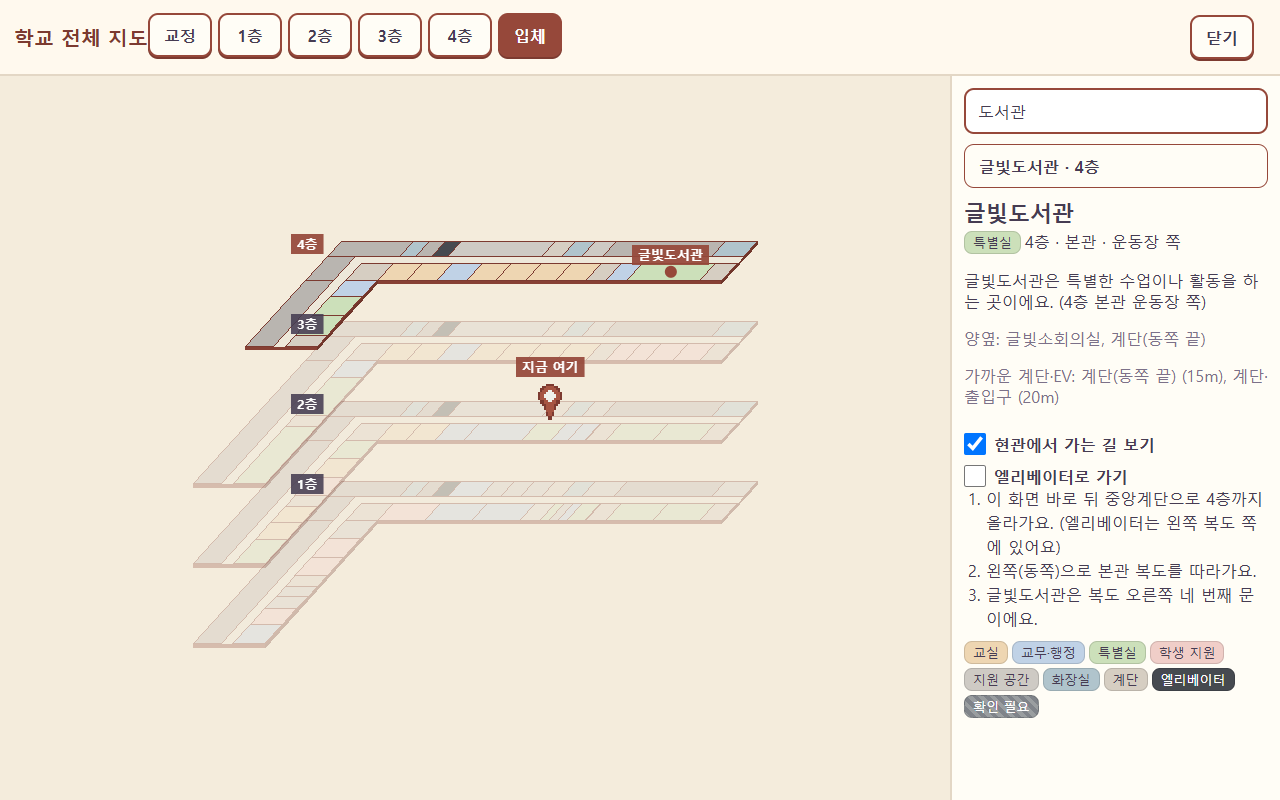 학교 전체 지도
교정
1층
2층
3층
4층
입체
닫기
도서관
글빛도서관 · 4층
글빛도서관
특별실 4층 · 본관 · 운동장 쪽
글빛도서관은 특별한 수업이나 활동을 하
는 곳이에요. (4층 본관 운동장 쪽)
양옆: 글빛소회의실, 계단(동쪽 끝)
가까운 계단·EV: 계단(동쪽 끝) (15m), 계단·
출입구 (20m)
현관에서 가는 길 보기
엘리베이터로 가기
1. 이 화면 바로 뒤 중앙계단으로 4층까지
올라가요. (엘리베이터는 왼쪽 복도 쪽
에 있어요)
2. 왼쪽(동쪽)으로 본관 복도를 따라가요.
3. 글빛도서관은 복도 오른쪽 네 번째 문
이에요.
교실 교무·행정 특별실 학생 지원
지원 공간 화장실 계단 엘리베이터
확인 필요
4층
글빛도서관
3층
지금 여기
2층
1층